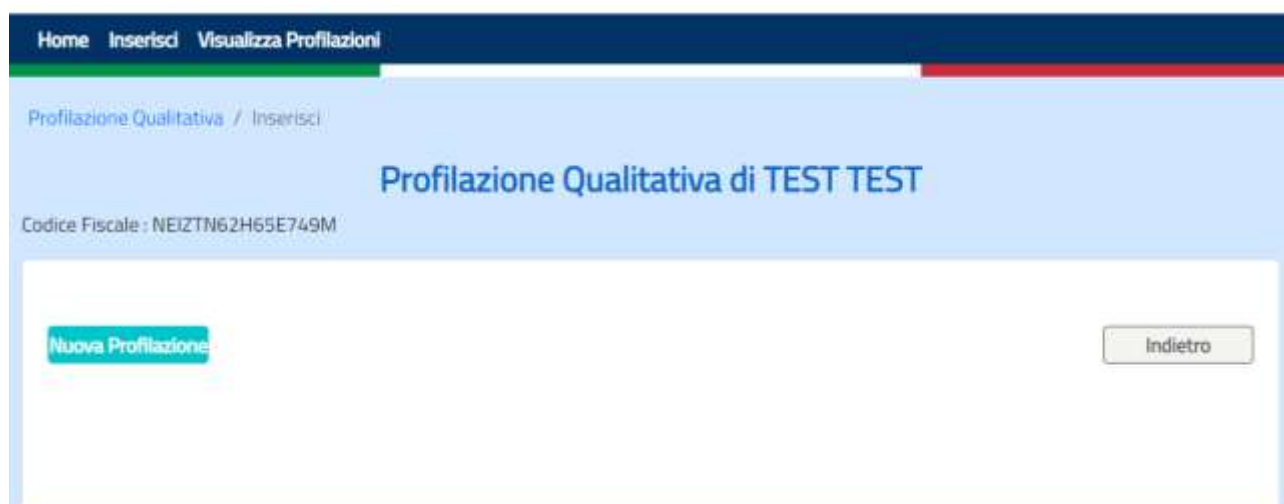 Home Inserisci Visualizza Profilazioni
Profilazione Qualitativa / Inserisci
Profilazione Qualitativa di TEST TEST
Codice Fiscale : NEIZTN62H65E749M
Nuova Profilazione Indietro